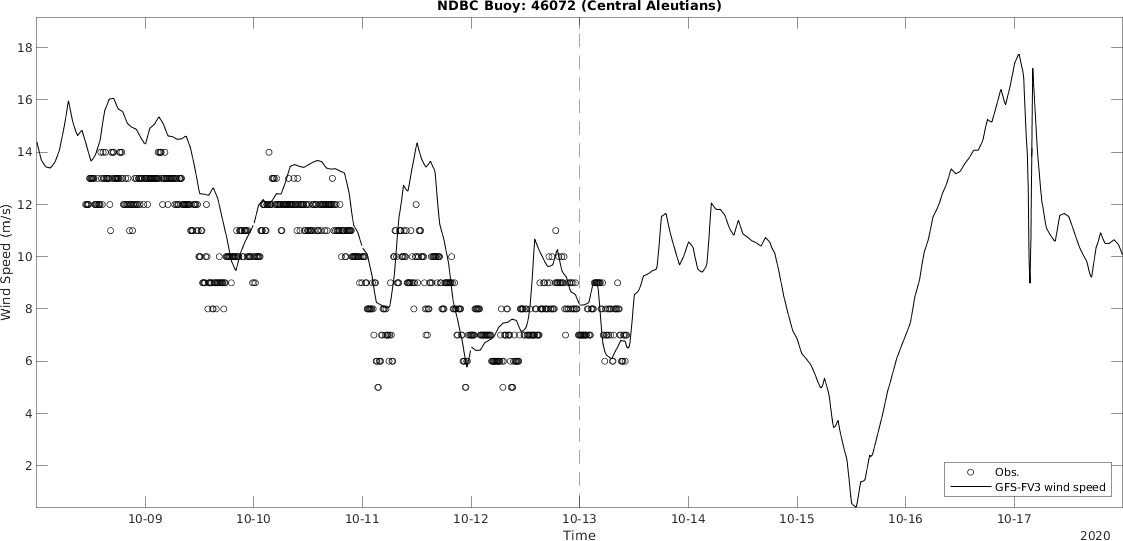 NDBC Buoy: 46072 (Central Aleutians)
18
16
14
12
10
8
6
4
2
Wind Speed (m/s)
10-09 10-10 10-11 10-12 10-13 10-14 10-15 10-16 10-17
Time
2020
Obs.
GFS-FV3 wind speed